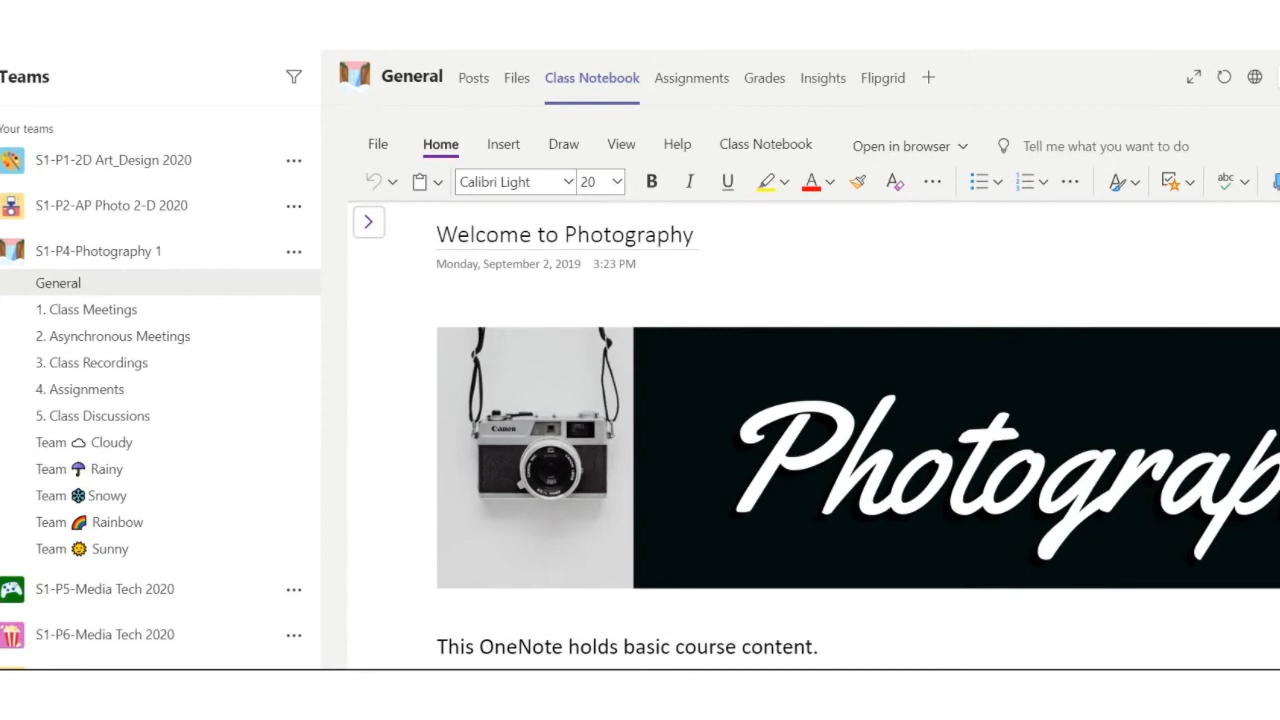 Teams
Your teams
S1-P1-2D Art_Design 2020
S1-P2-AP Photo 2-D 2020
S1-P4-Photography 1
General
1. Class Meetings
2. Asynchronous Meetings
3. Class Recordings
4. Assignments
5. Class Discussions
Team ☁ Cloudy
Team ☂ Rainy
Team ❄ Snowy
Team 🌈 Rainbow
Team 🌞 Sunny
S1-P5-Media Tech 2020
S1-P6-Media Tech 2020
General Posts Files Class Notebook Assignments Grades Insights Flipgrid +
File Home Insert Draw View Help Class Notebook Open in browser Tell me what you want to do
Calibri Light 20 B I U A A abc
Welcome to Photography
Monday, September 2, 2019 3:23 PM
Canon
Photograp
This OneNote holds basic course content.